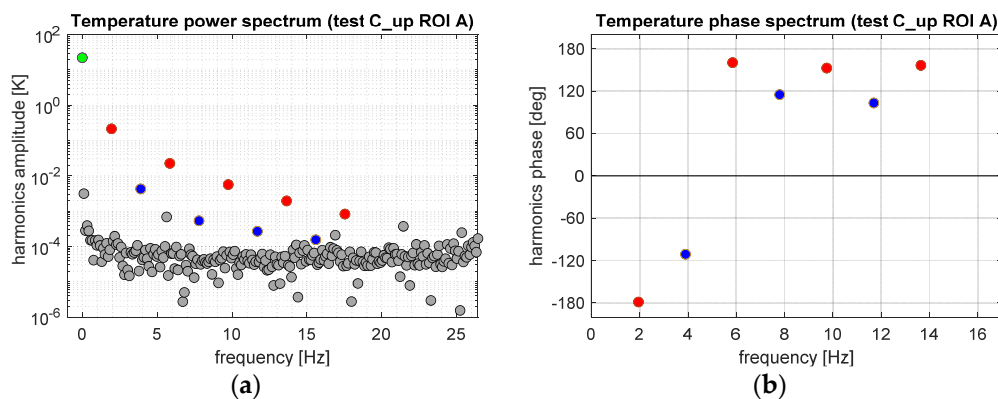 Temperature power spectrum (test C_up ROI A)
harmonics amplitude [K]
10^2
10^0
10^-2
10^-4
10^-6
0 5 10 15 20 25
frequency [Hz]
(a)
Temperature phase spectrum (test C_up ROI A)
harmonics phase [deg]
180
120
60
0
-60
-120
-180
0 2 4 6 8 10 12 14 16
frequency [Hz]
(b)